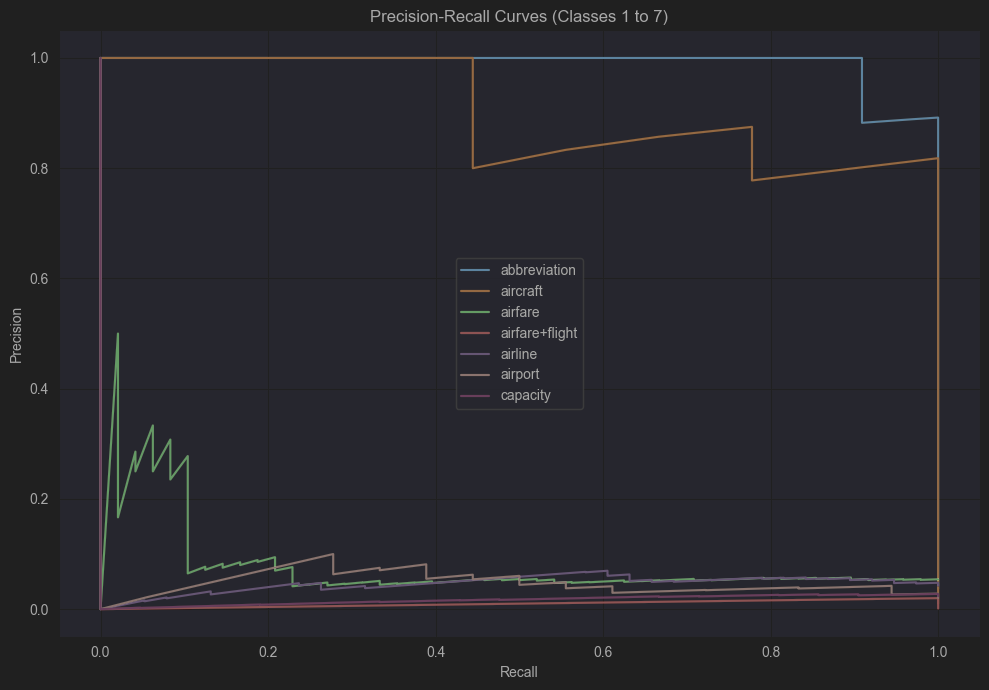 Precision-Recall Curves (Classes 1 to 7)
Precision
1.0
0.8
0.6
0.4
0.2
0.0
abbreviation
aircraft
airfare
airfare+flight
airline
airport
capacity
0.0 0.2 0.4 0.6 0.8 1.0
Recall